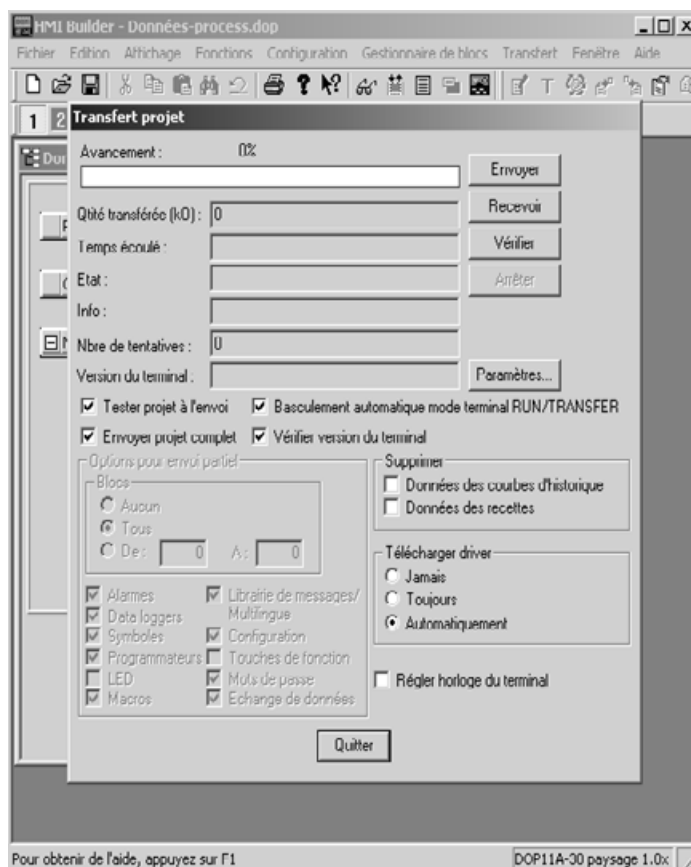 HMI Builder - Données-process.dop
Fichier Edition Affichage Fonctions Configuration Gestionnaire de blocs Transfert Fenêtre Aide
1 2
Transfert projet
Avancement : 0%
Envoyer
Qtité transférée (kO) : 0
Recevoir
Temps écoulé :
Vérifier
Etat :
Arrêter
Info :
Nbre de tentatives : 0
Version du terminal :
Paramètres...
Tester projet à l'envoi
Basculement automatique mode terminal RUN/TRANSFER
Envoyer projet complet
Vérifier version du terminal
Options pour envoi partiel
Blocs
Aucun
Tous
De : 0 A : 0
Alarmes
Data loggers
Symboles
Programmateurs
LED
Macros
Librairie de messages/
Multilingue
Configuration
Touches de fonction
Mots de passe
Echange de données
Supprimer
Données des courbes d'historique
Données des recettes
Télécharger driver
Jamais
Toujours
Automatiquement
Régler horloge du terminal
Quitter
Pour obtenir de l'aide, appuyez sur F1
DOP11A-30 paysage 1.0x